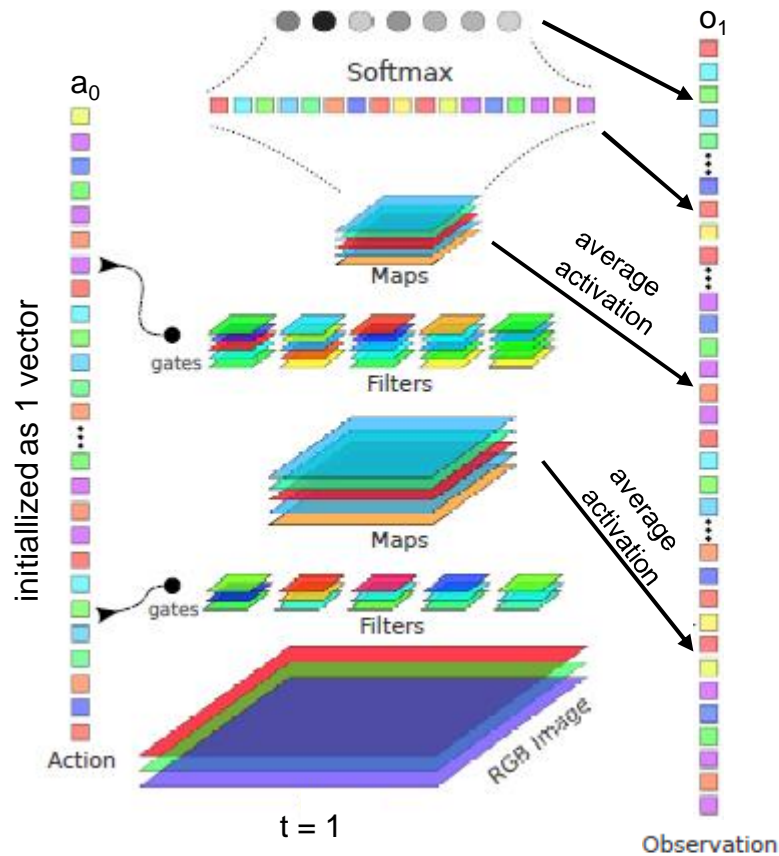 a₀
initiallized as 1 vector
Action
Softmax
Maps
gates
Filters
Maps
gates
Filters
RGB Image
t = 1
average
activation
average
activation
o₁
Observation